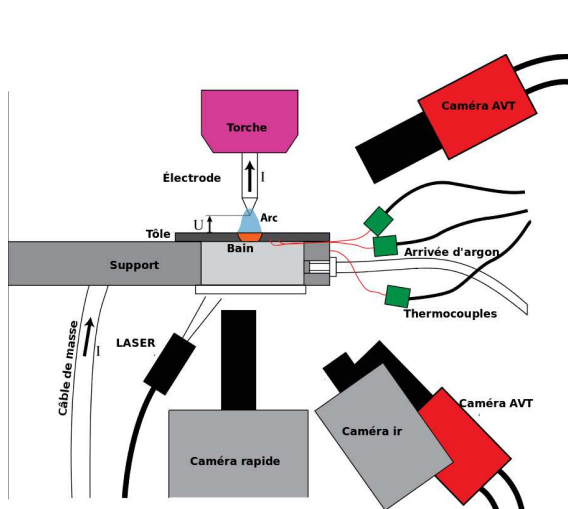 Caméra AVT
Torche
Électrode
I
U
Arc
Tôle
Bain
Arrivée d'argon
Support
Thermocouples
LASER
I
Câble de masse
Caméra AVT
Caméra ir
Caméra rapide